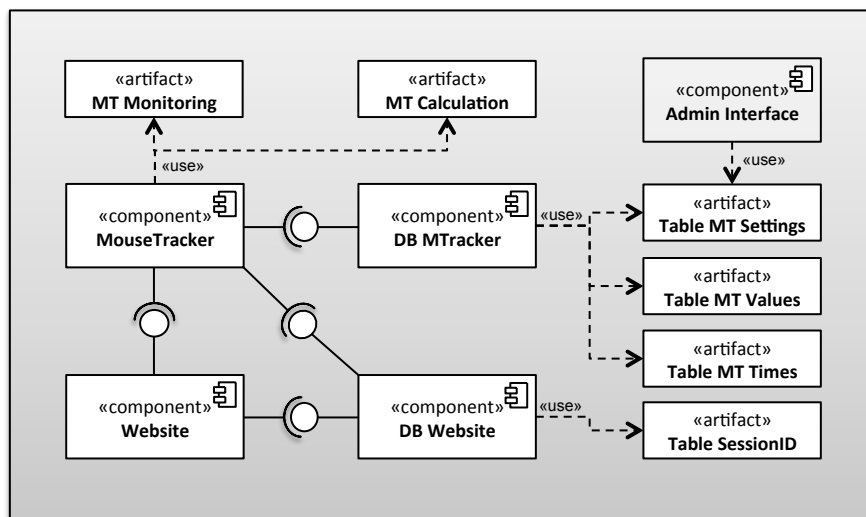 «artifact»
MT Monitoring
«artifact»
MT Calculation
«component»
Admin Interface
«use»
«use»
«component»
MouseTracker
«component»
DB MTracker
«use»
«artifact»
Table MT Settings
«artifact»
Table MT Values
«artifact»
Table MT Times
«component»
Website
«component»
DB Website
«use»
«artifact»
Table SessionID